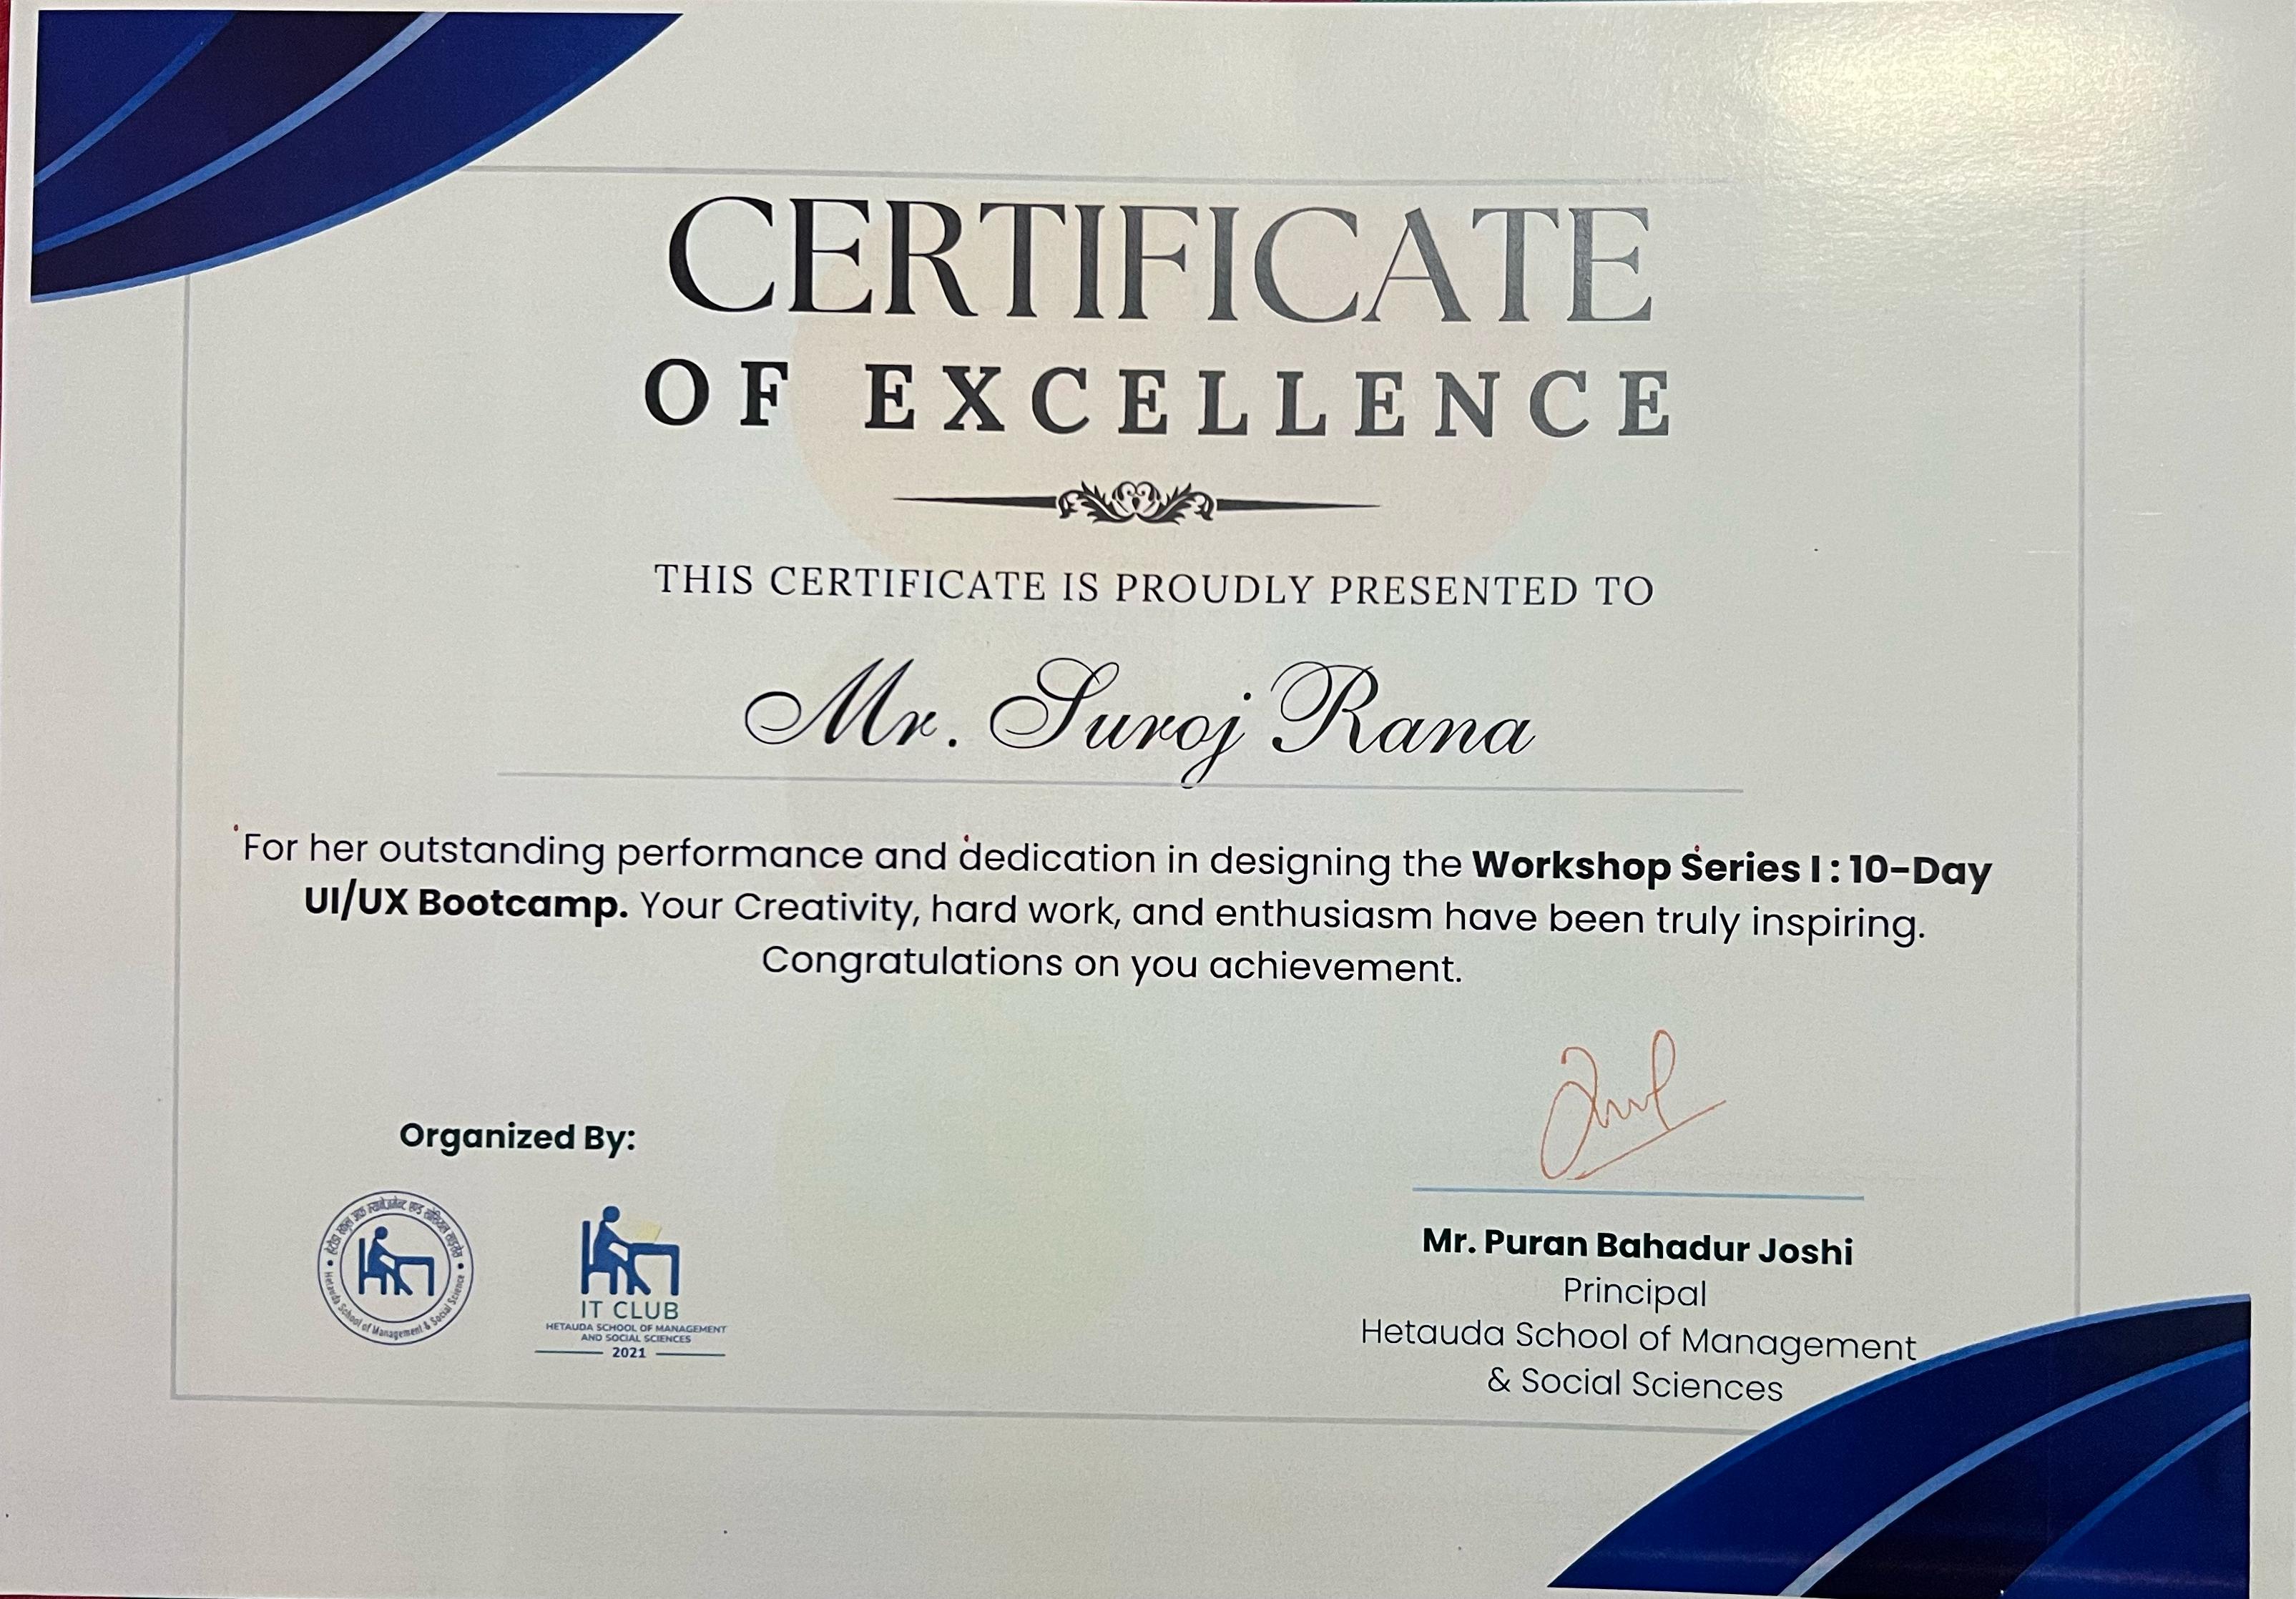 CERTIFICATE
OF EXCELLENCE
THIS CERTIFICATE IS PROUDLY PRESENTED TO
Mr. Suroj Rana
For her outstanding performance and dedication in designing the Workshop Series I : 10-Day
UI/UX Bootcamp. Your Creativity, hard work, and enthusiasm have been truly inspiring.
Congratulations on you achievement.
Organized By:
Hetauda School of Management & Social Science
IT CLUB
HETAUDA SCHOOL OF MANAGEMENT
AND SOCIAL SCIENCES
2021
Mr. Puran Bahadur Joshi
Principal
Hetauda School of Management
& Social Sciences